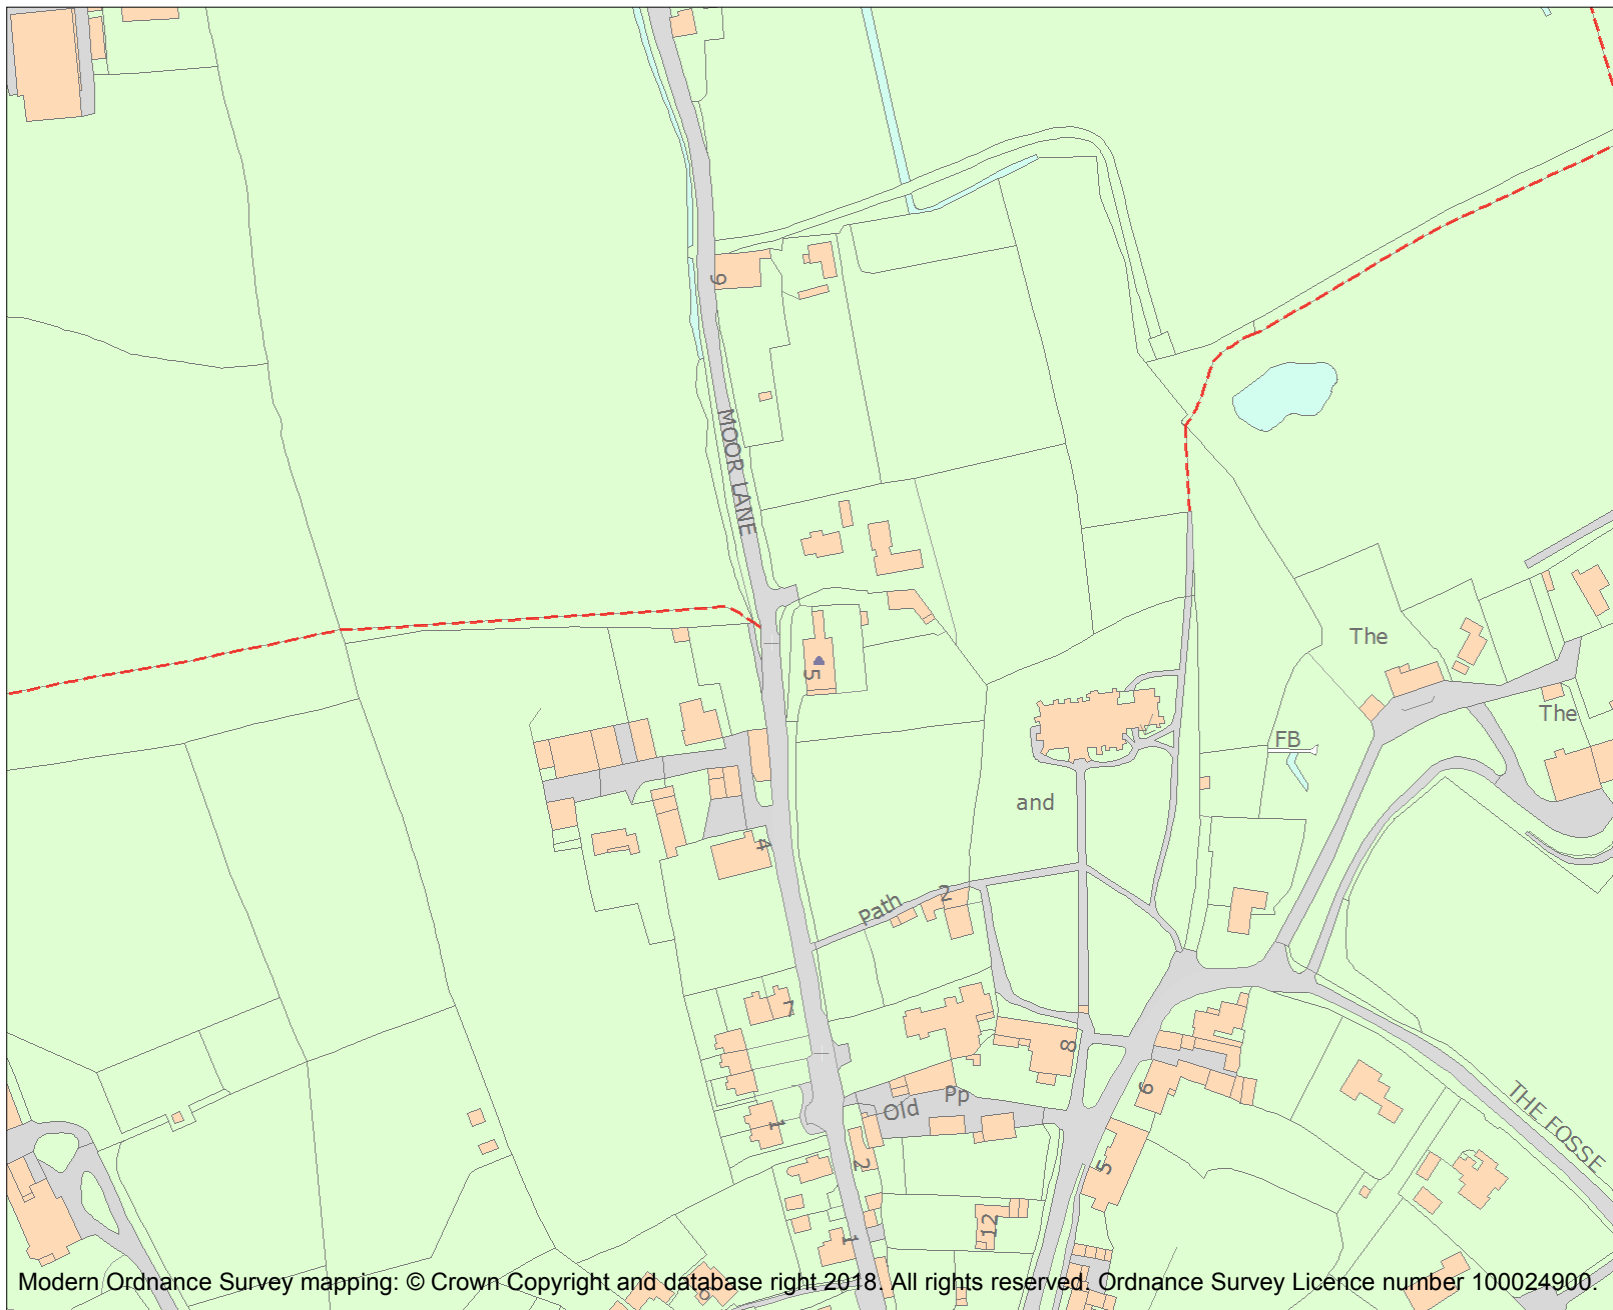 9
MOOR LANE
The
5
The
FB
and
4
2
Path
7
8
6
Old
Pp
THE FOSSE
1
2
5
12
1
Modern Ordnance Survey mapping: © Crown Copyright and database right 2018. All rights reserved. Ordnance Survey Licence number 100024900.